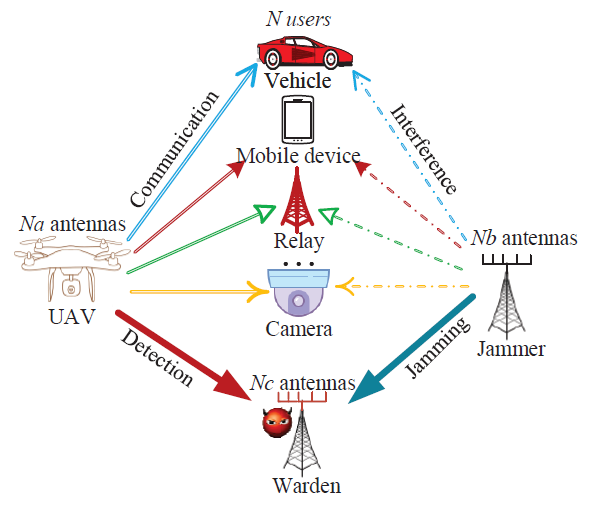 N users
Vehicle
Communication
Interference
Mobile device
Na antennas
Relay
Nb antennas
UAV
Camera
Jammer
Detection
Jamming
Nc antennas
Warden